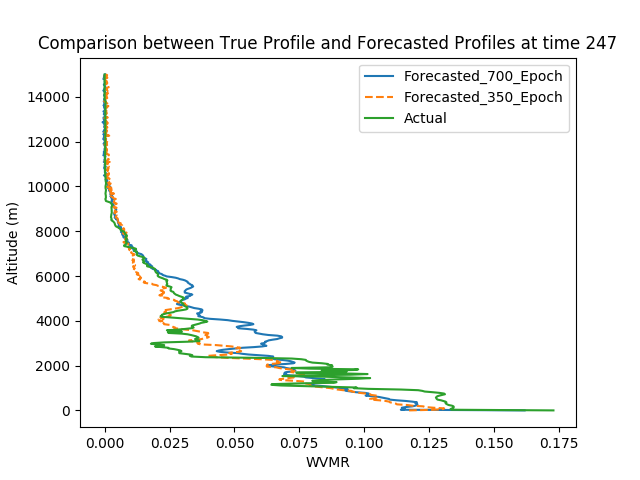 Comparison between True Profile and Forecasted Profiles at time 247
Forecasted_700_Epoch
Forecasted_350_Epoch
Actual
Altitude (m)
14000
12000
10000
8000
6000
4000
2000
0
0.000 0.025 0.050 0.075 0.100 0.125 0.150 0.175
WVMR